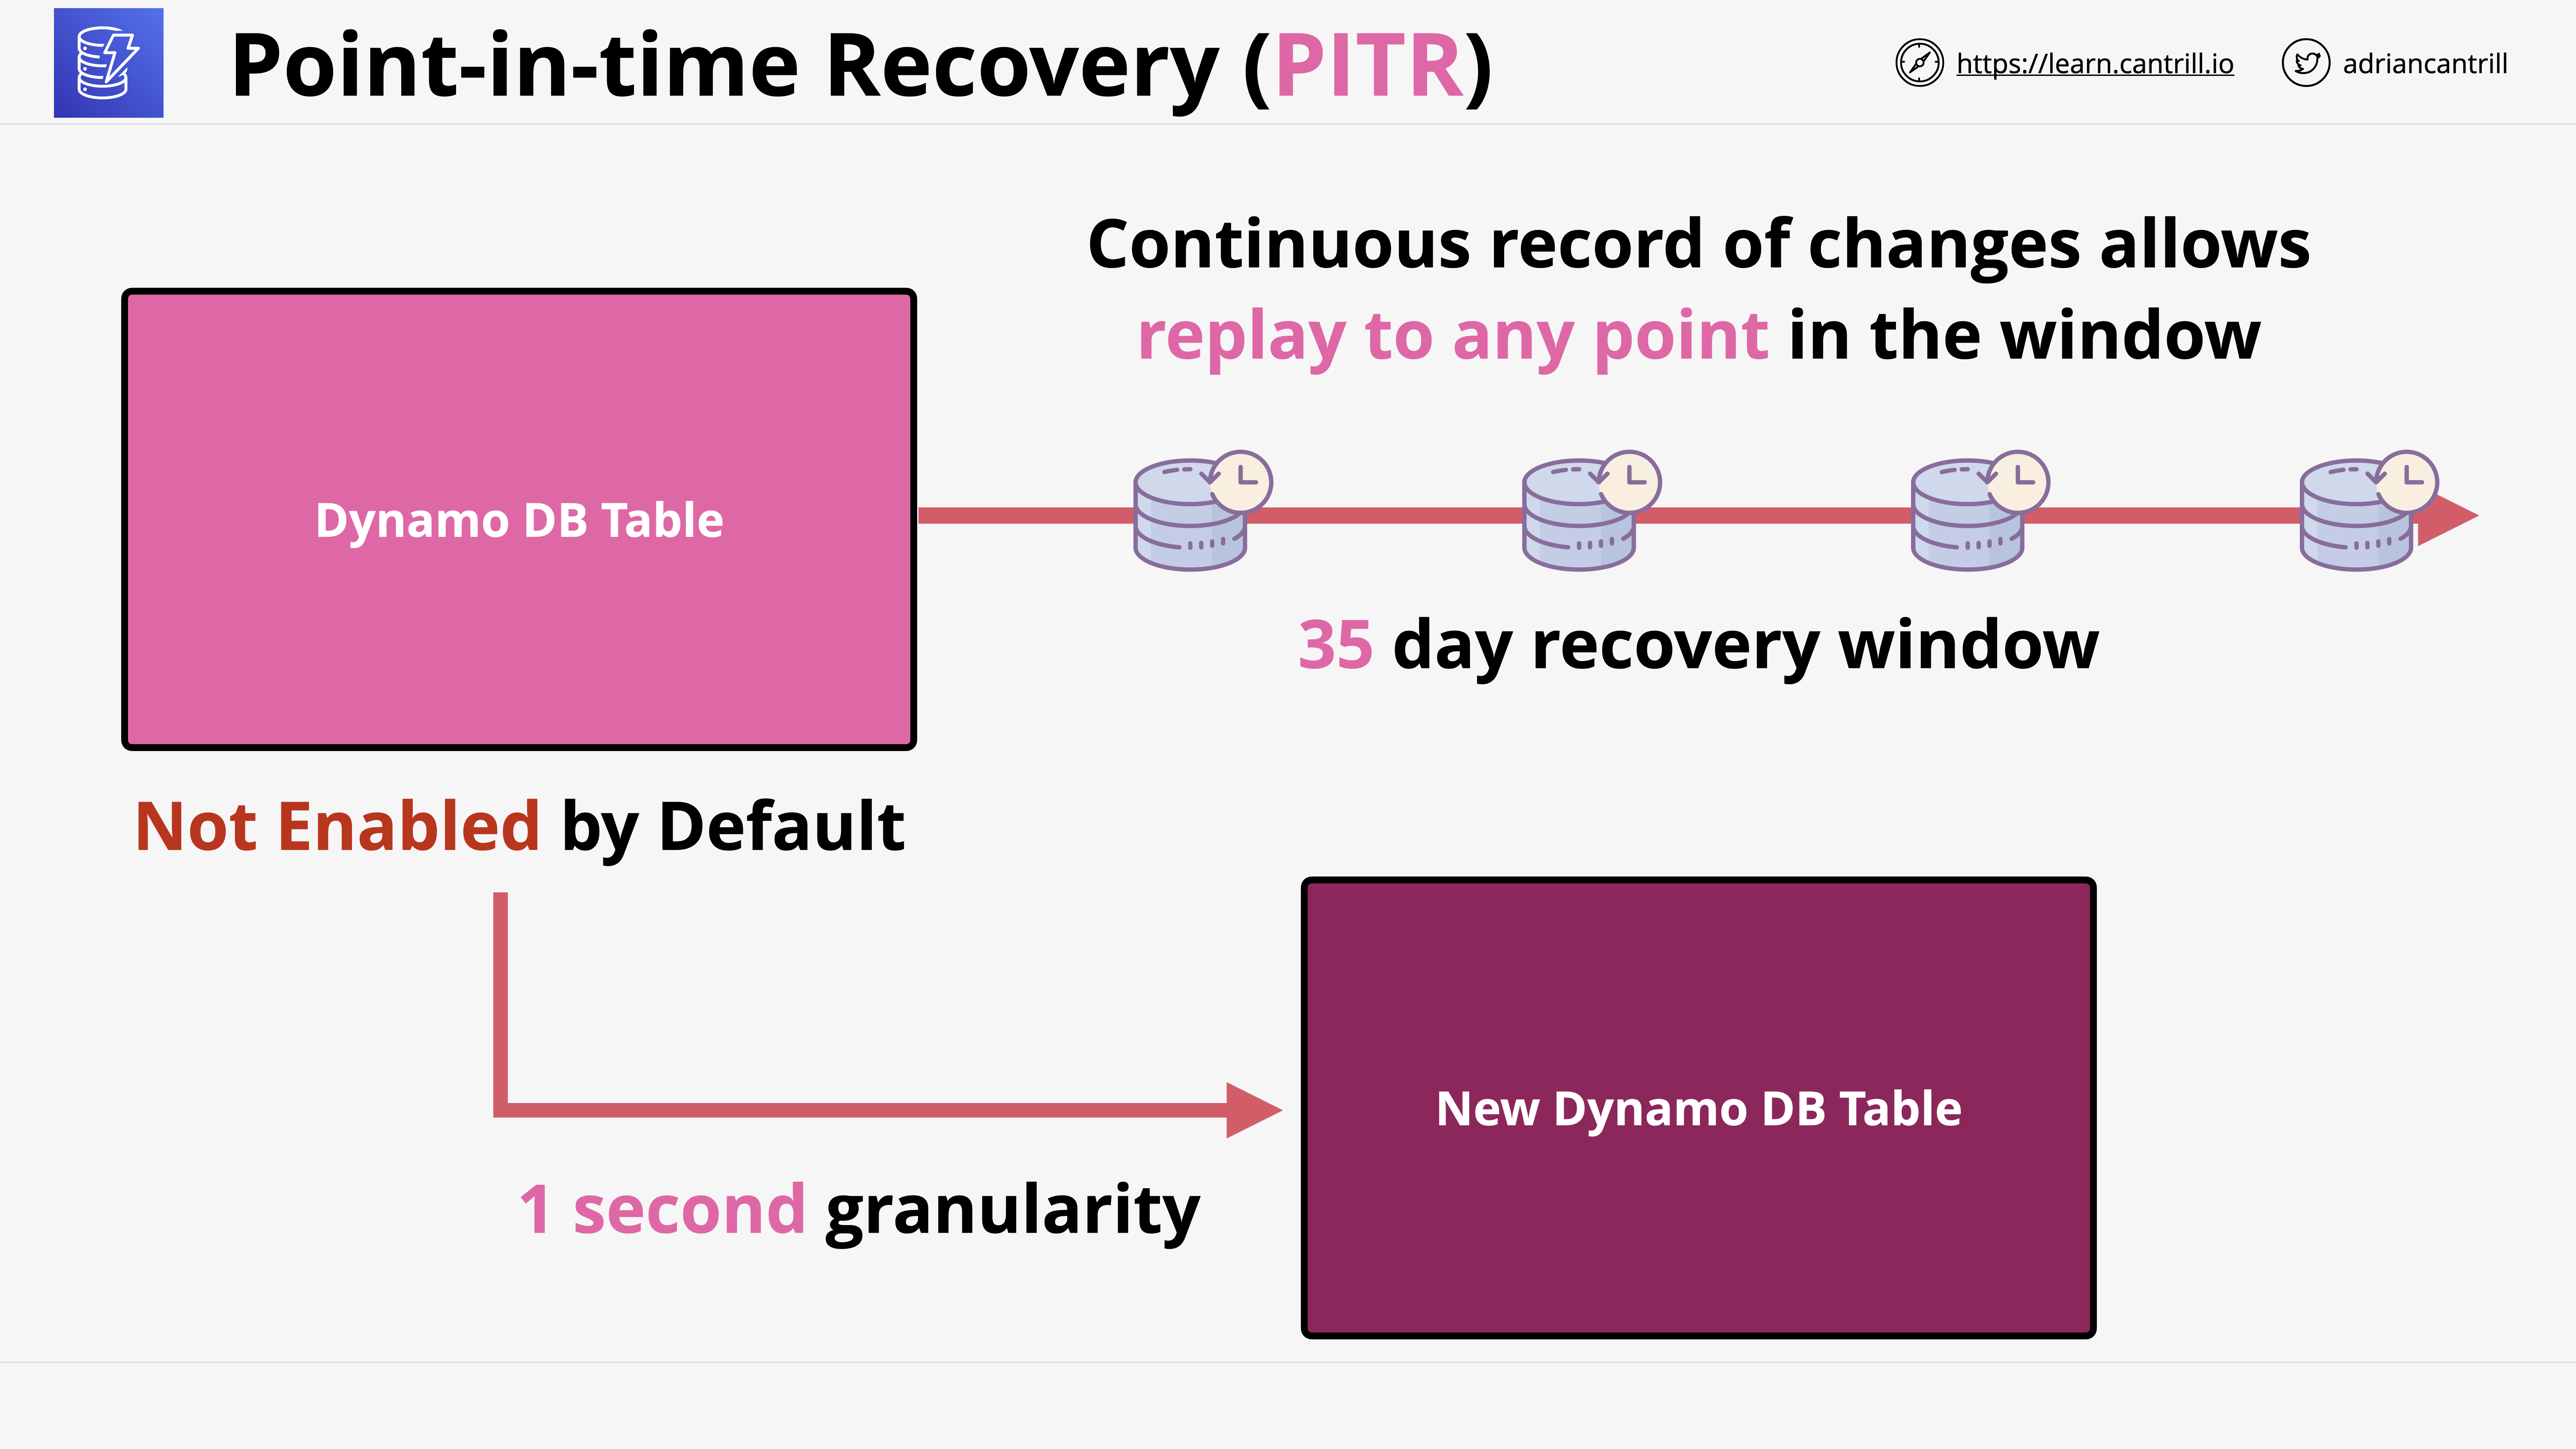 Point-in-time Recovery (PITR)
https://learn.cantrill.io
adriancantrill
Continuous record of changes allows
replay to any point in the window
Dynamo DB Table
35 day recovery window
Not Enabled by Default
New Dynamo DB Table
1 second granularity